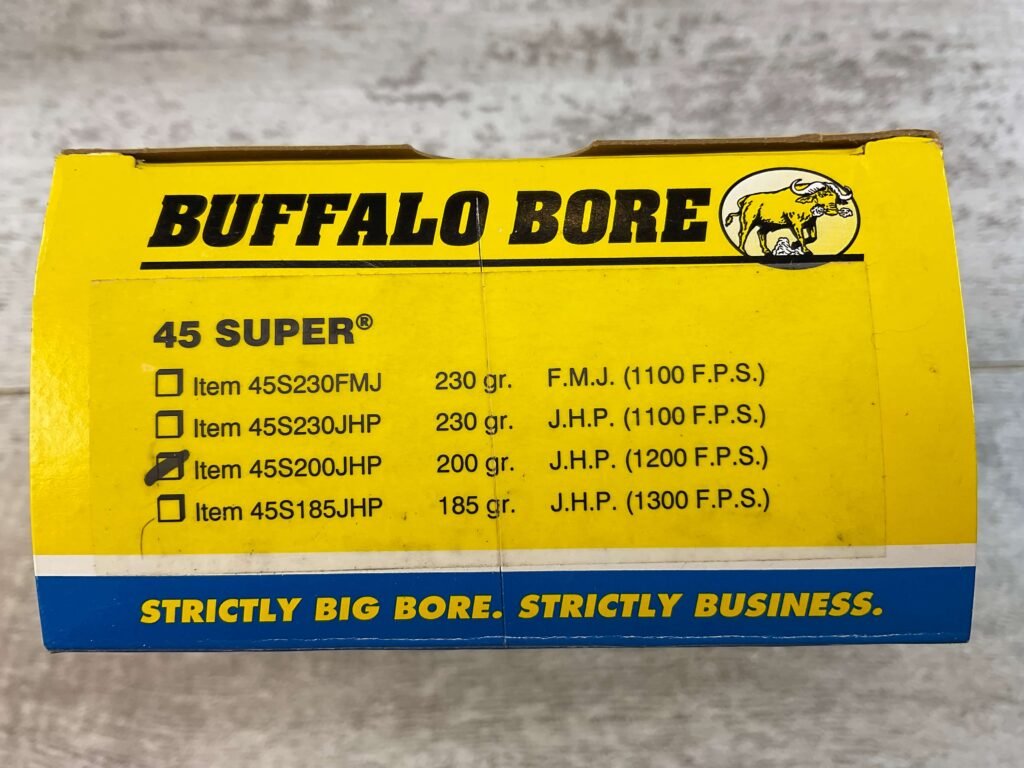 BUFFALO BORE
45 SUPER®
Item 45S230FMJ 230 gr. F.M.J. (1100 F.P.S.)
Item 45S230JHP 230 gr. J.H.P. (1100 F.P.S.)
Item 45S200JHP 200 gr. J.H.P. (1200 F.P.S.)
Item 45S185JHP 185 gr. J.H.P. (1300 F.P.S.)
STRICTLY BIG BORE. STRICTLY BUSINESS.